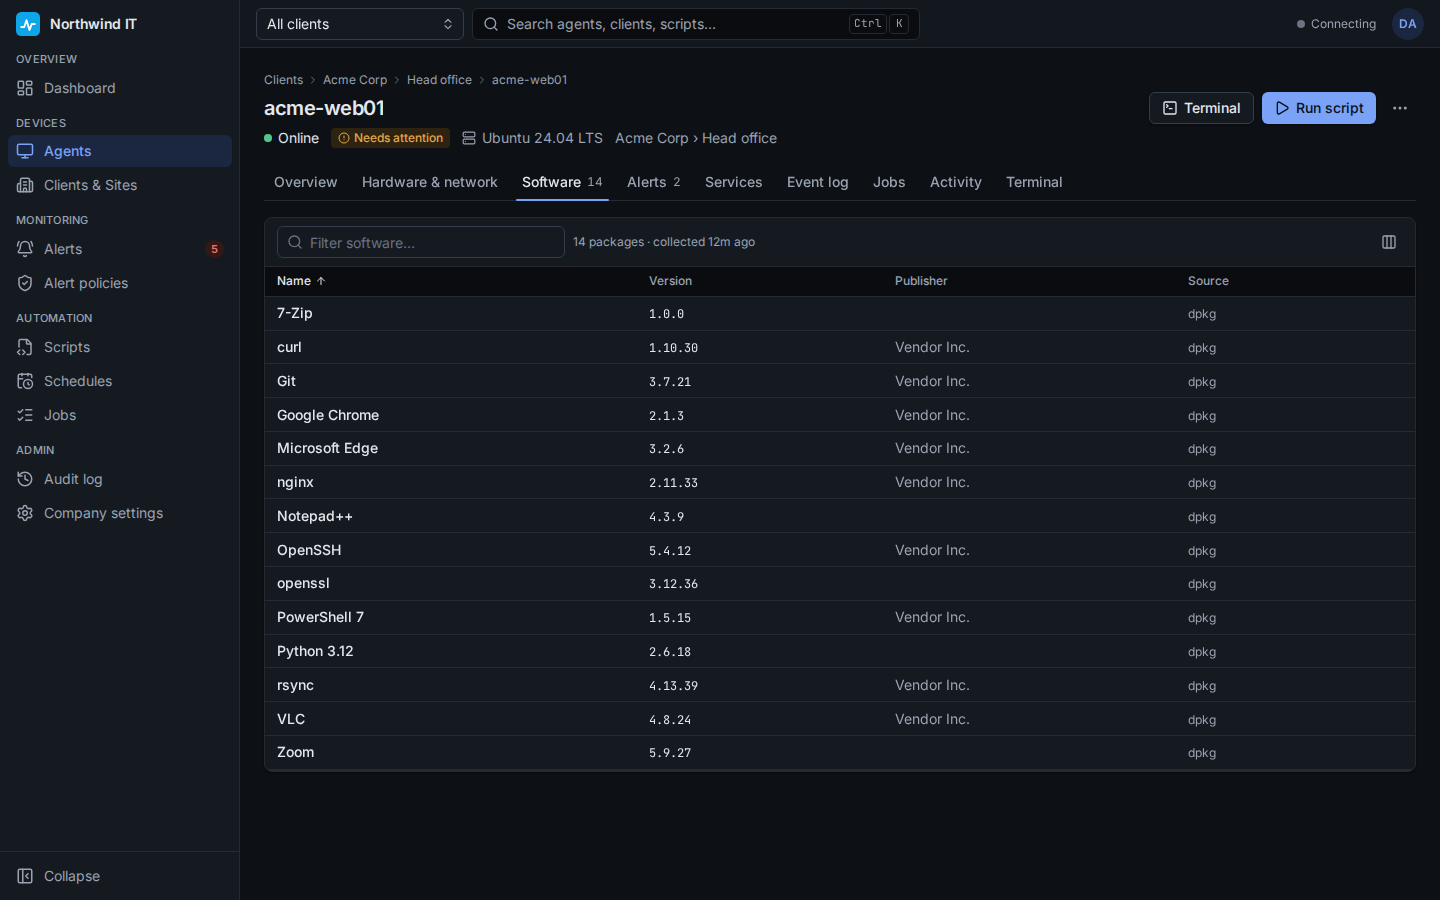 Northwind IT
All clients
Search agents, clients, scripts...
Ctrl K
Connecting
DA
OVERVIEW
Dashboard
DEVICES
Agents
Clients & Sites
MONITORING
Alerts
5
Alert policies
AUTOMATION
Scripts
Schedules
Jobs
ADMIN
Audit log
Company settings
Collapse
Clients > Acme Corp > Head office > acme-web01
acme-web01
Terminal
Run script
Online
Needs attention
Ubuntu 24.04 LTS
Acme Corp › Head office
Overview Hardware & network Software 14 Alerts 2 Services Event log Jobs Activity Terminal
Filter software...
14 packages · collected 12m ago
Name ↑ Version Publisher Source
7-Zip 1.0.0 dpkg
curl 1.10.30 Vendor Inc. dpkg
Git 3.7.21 Vendor Inc. dpkg
Google Chrome 2.1.3 Vendor Inc. dpkg
Microsoft Edge 3.2.6 Vendor Inc. dpkg
nginx 2.11.33 Vendor Inc. dpkg
Notepad++ 4.3.9 dpkg
OpenSSH 5.4.12 Vendor Inc. dpkg
openssl 3.12.36 dpkg
PowerShell 7 1.5.15 Vendor Inc. dpkg
Python 3.12 2.6.18 dpkg
rsync 4.13.39 Vendor Inc. dpkg
VLC 4.8.24 Vendor Inc. dpkg
Zoom 5.9.27 dpkg